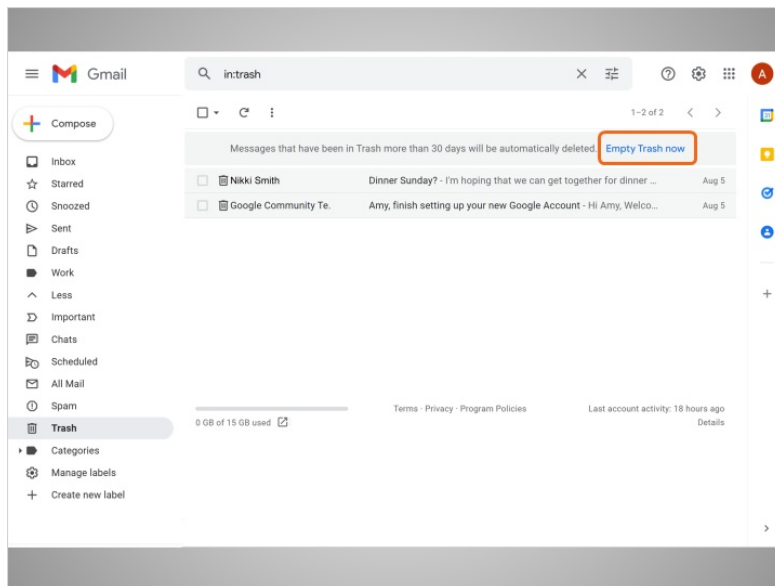 Gmail
in:trash
A
Compose
1–2 of 2
31
Messages that have been in Trash more than 30 days will be automatically deleted. Empty Trash now
Inbox
Nikki Smith Dinner Sunday? - I'm hoping that we can get together for dinner ... Aug 5
Starred
Google Community Te. Amy, finish setting up your new Google Account - Hi Amy, Welco... Aug 5
Snoozed
Sent
Drafts
Work
Less
Important
Chats
Scheduled
All Mail
Spam
Terms · Privacy · Program Policies
Last account activity: 18 hours ago
0 GB of 15 GB used
Details
Trash
Categories
Manage labels
Create new label